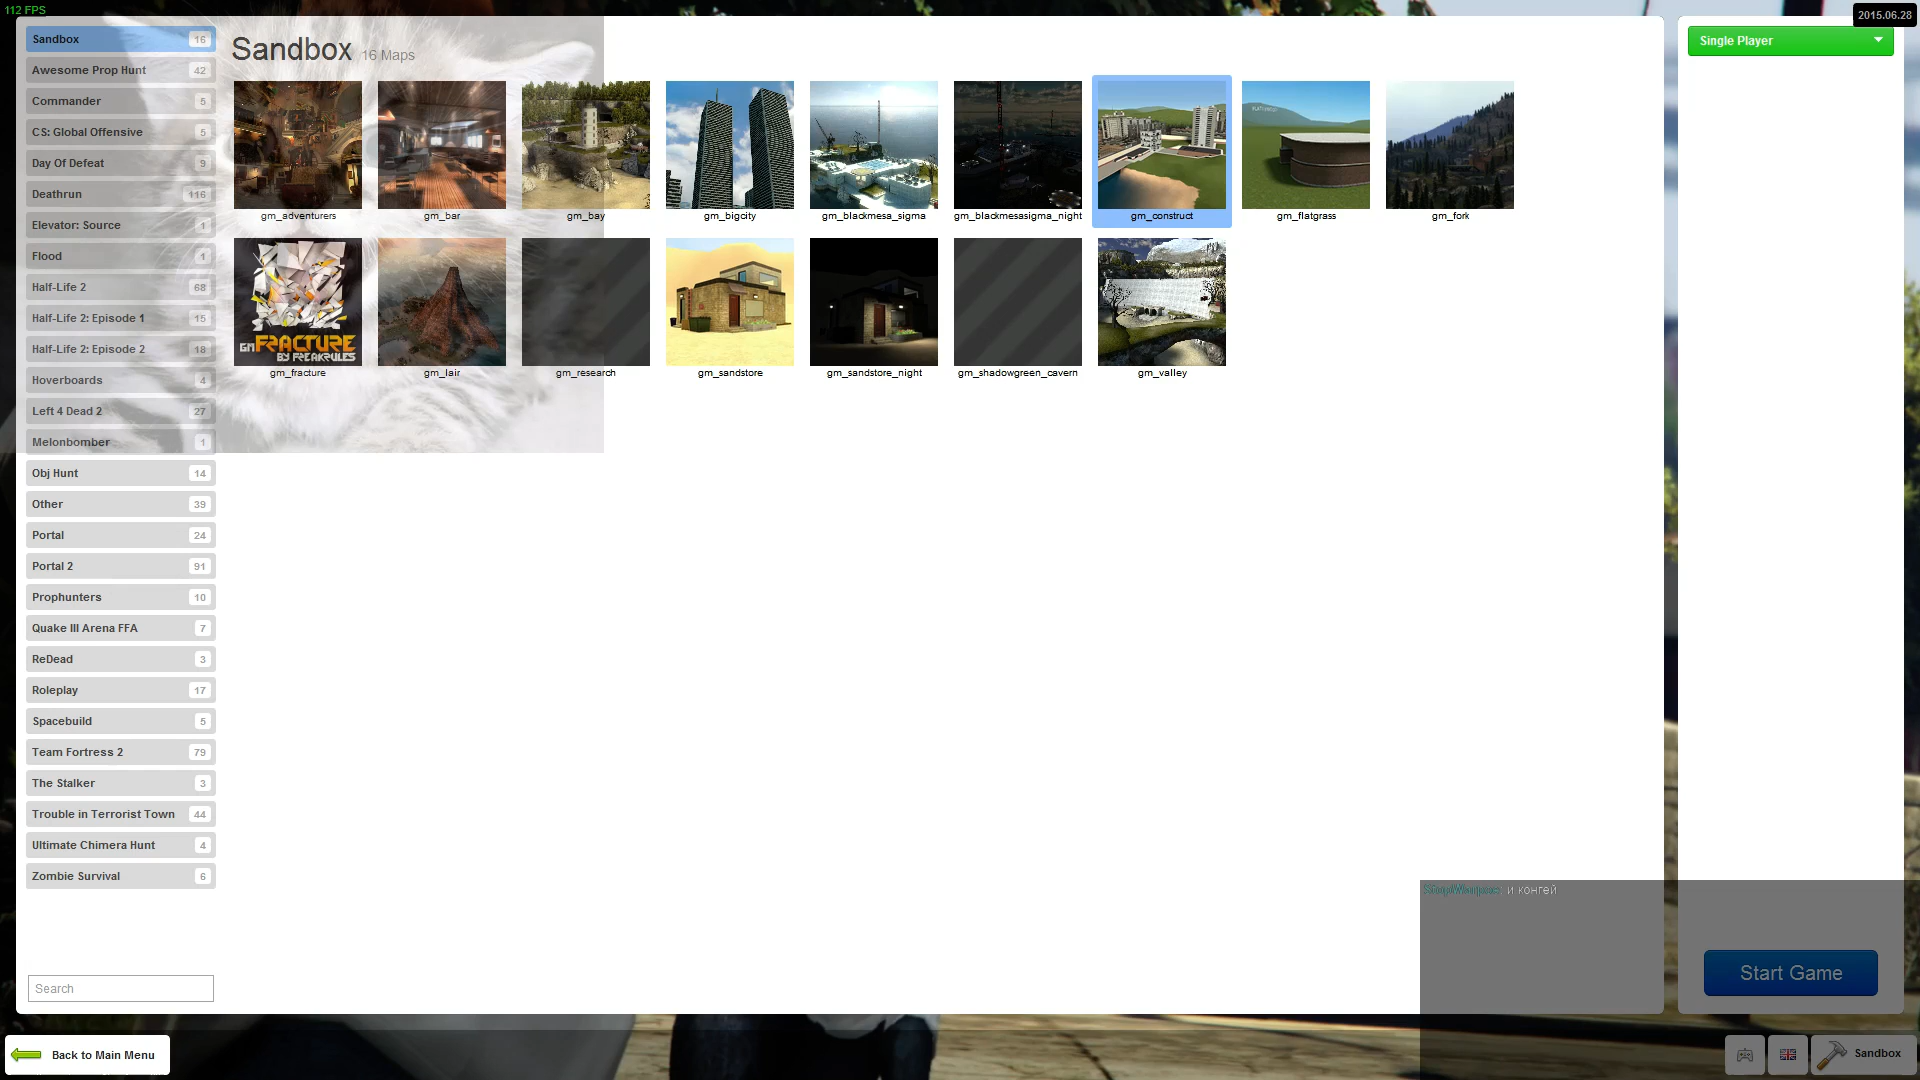 112 FPS
2015.06.28
Sandbox 16
Awesome Prop Hunt 42
Commander 5
CS: Global Offensive 5
Day Of Defeat 9
Deathrun 116
Elevator: Source 1
Flood 1
Half-Life 2 68
Half-Life 2: Episode 1 15
Half-Life 2: Episode 2 18
Hoverboards 4
Left 4 Dead 2 27
Melonbomber 1
Obj Hunt 14
Other 39
Portal 24
Portal 2 91
Prophunters 10
Quake III Arena FFA 7
ReDead 3
Roleplay 17
Spacebuild 5
Team Fortress 2 79
The Stalker 3
Trouble in Terrorist Town 44
Ultimate Chimera Hunt 4
Zombie Survival 6
Search
Back to Main Menu
Sandbox 16 Maps
gm_adventurers
gm_bar
gm_bay
gm_bigcity
gm_blackmesa_sigma
gm_blackmesasigma_night
gm_construct
FLATGRASS
gm_flatgrass
gm_fork
GMFRACTURE
BY FREAKRULES
gm_fracture
gm_lair
gm_research
gm_sandstore
gm_sandstore_night
gm_shadowgreen_cavern
gm_valley
Single Player
и конгей
Start Game
Sandbox